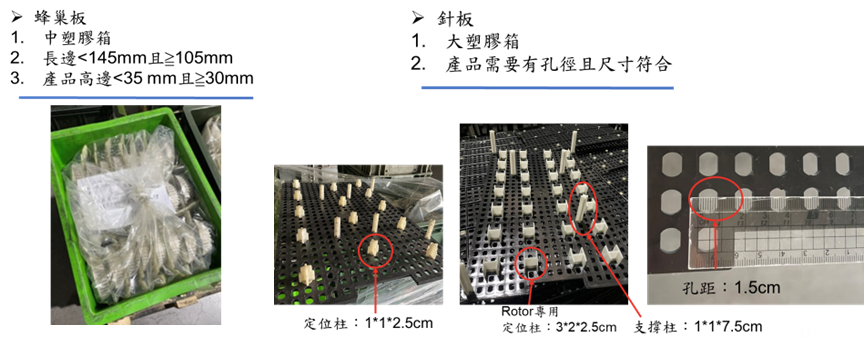 ➢ 蜂巢板
1. 中塑膠箱
2. 長邊<145mm且≧105mm
3. 產品高邊<35 mm且≧30mm
➢ 針板
1. 大塑膠箱
2. 產品需要有孔徑且尺寸符合
定位柱：1*1*2.5cm
Rotor專用
定位柱：3*2*2.5cm
支撐柱：1*1*7.5cm
孔距：1.5cm